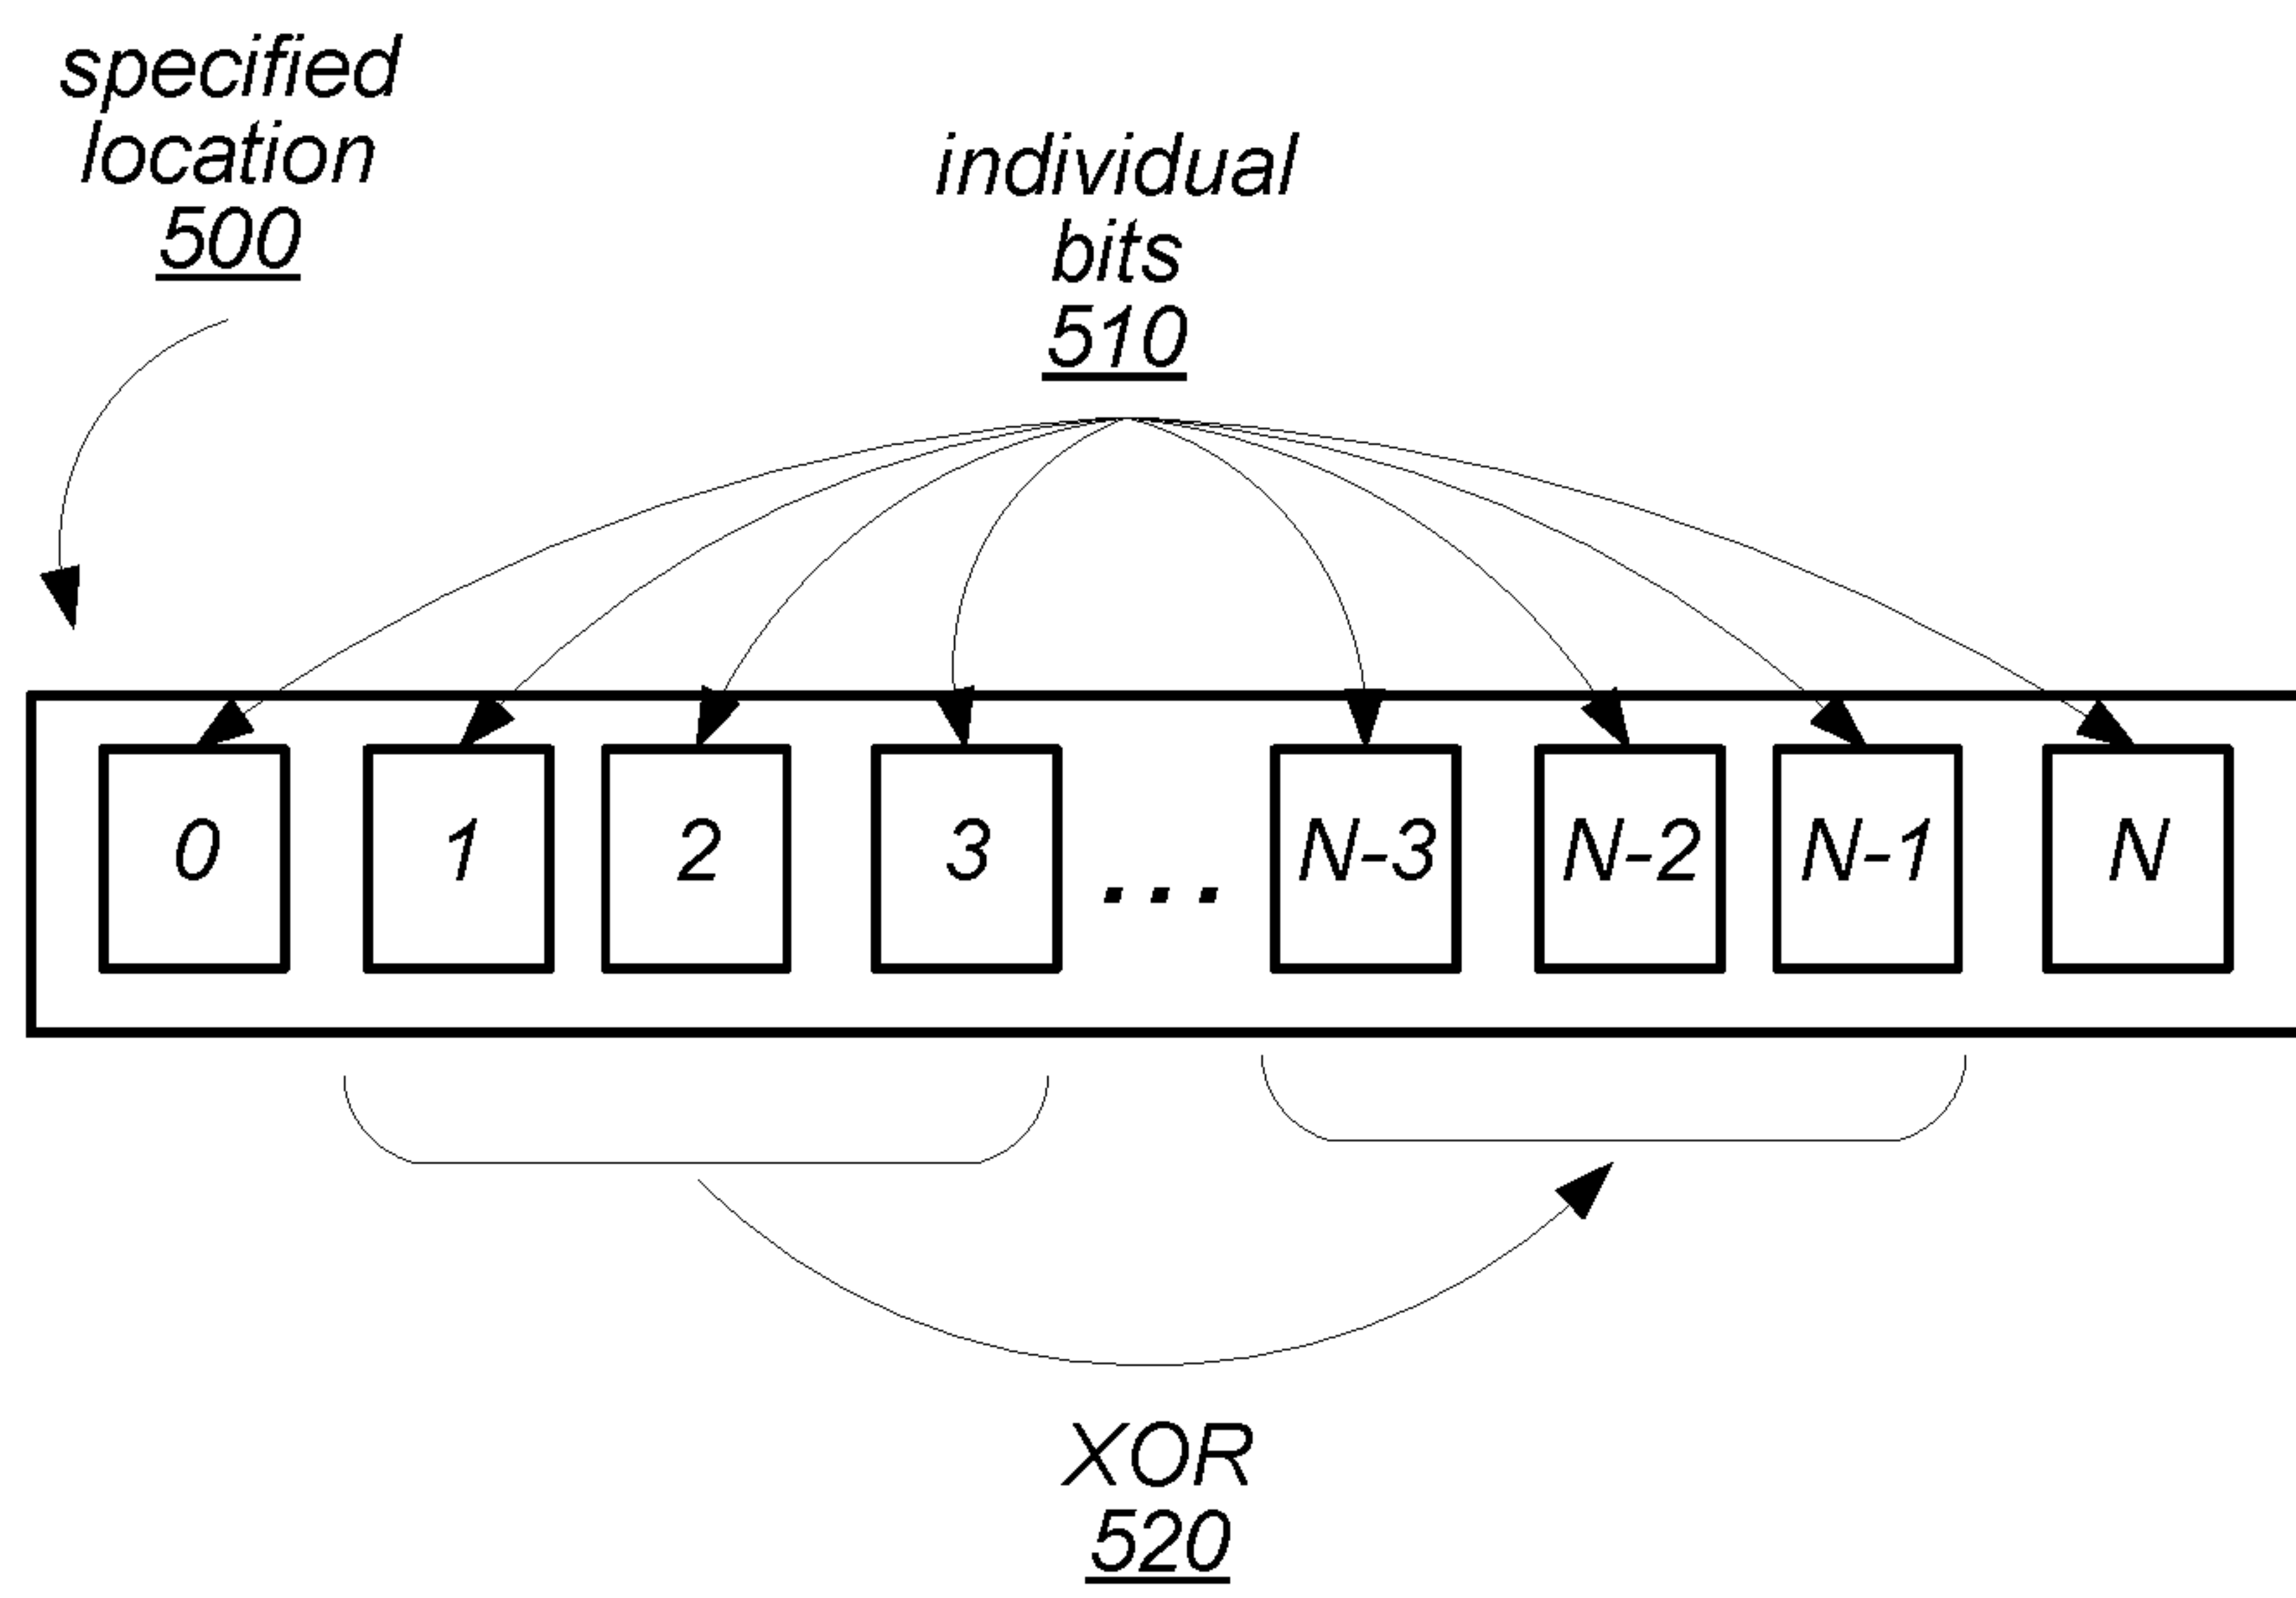 specified
location
500
individual
bits
510
0 1 2 3 ... N-3 N-2 N-1 N
XOR
520